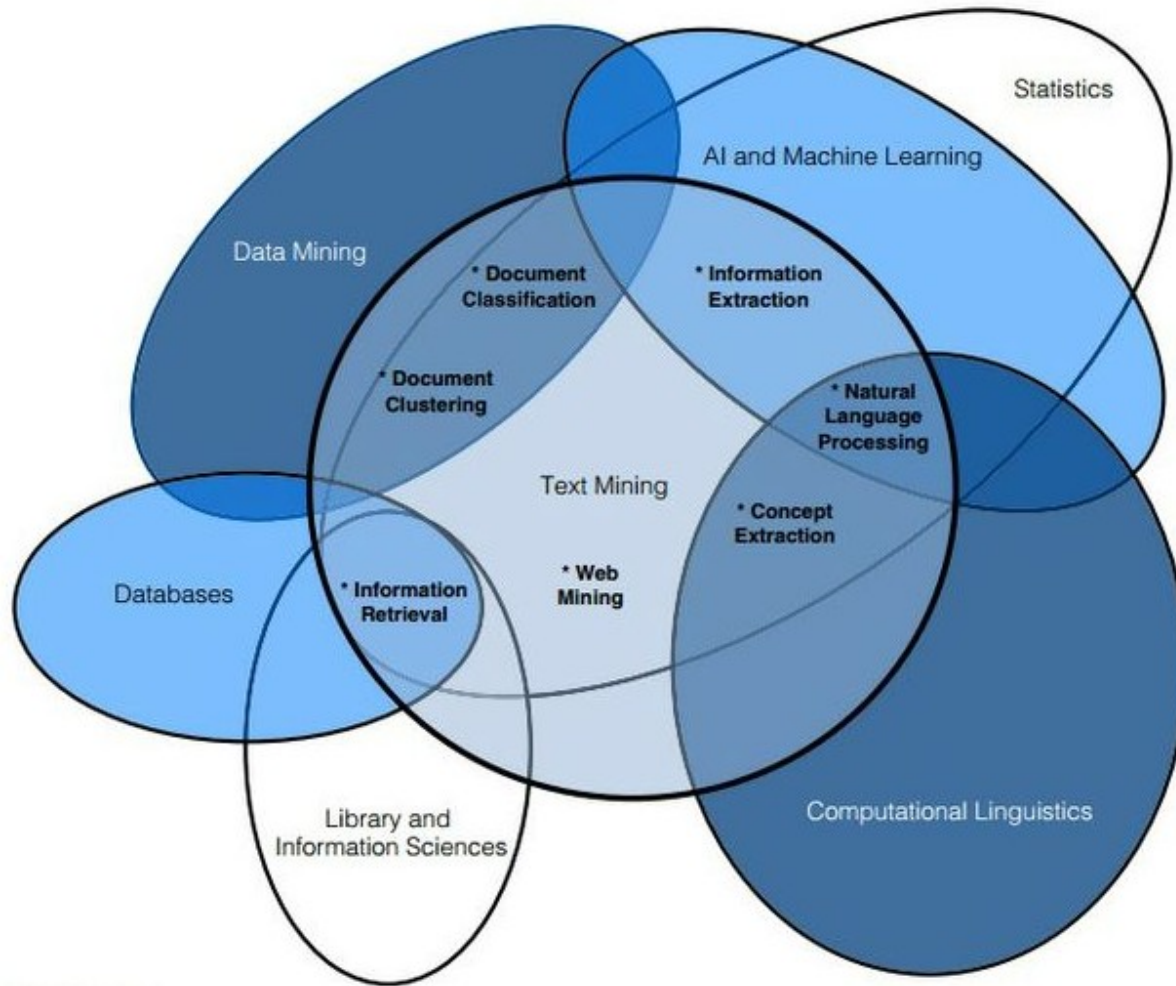 Statistics
AI and Machine Learning
Data Mining
* Document
Classification
* Information
Extraction
* Document
Clustering
* Natural
Language
Processing
Text Mining
* Concept
Extraction
* Web
Mining
Databases
* Information
Retrieval
Library and
Information Sciences
Computational Linguistics